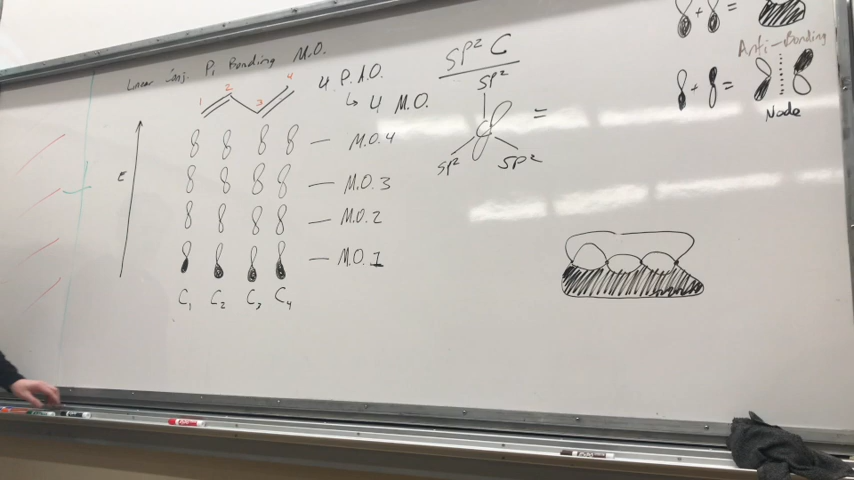 Linear conj. Pi Bonding M.O.
1 2 3 4
4 P.A.O.
↳ 4 M.O.
E
— M.O.4
— M.O.3
— M.O.2
— M.O.1
C1 C2 C3 C4
SP² C
SP²
C
=
SP² SP²
+ =
Anti-Bonding
+ =
Node